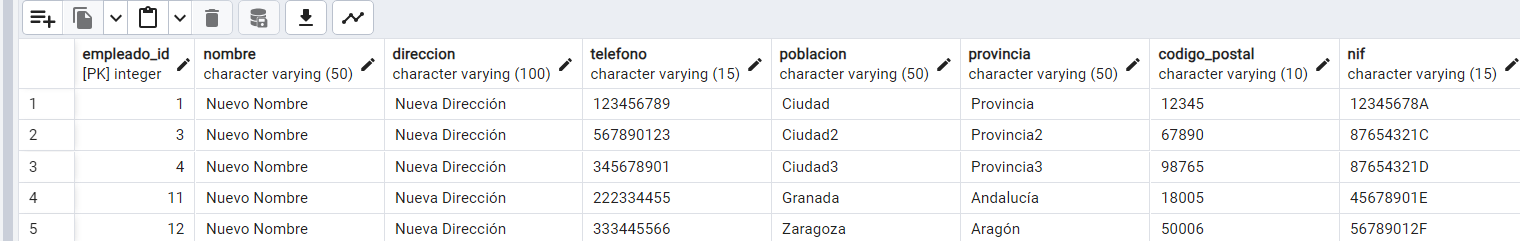 empleado_id nombre direccion telefono poblacion provincia codigo_postal nif
[PK] integer character varying (50) character varying (100) character varying (15) character varying (50) character varying (50) character varying (10) character varying (15)
1 1 Nuevo Nombre Nueva Dirección 123456789 Ciudad Provincia 12345 12345678A
2 3 Nuevo Nombre Nueva Dirección 567890123 Ciudad2 Provincia2 67890 87654321C
3 4 Nuevo Nombre Nueva Dirección 345678901 Ciudad3 Provincia3 98765 87654321D
4 11 Nuevo Nombre Nueva Dirección 222334455 Granada Andalucía 18005 45678901E
5 12 Nuevo Nombre Nueva Dirección 333445566 Zaragoza Aragón 50006 56789012F